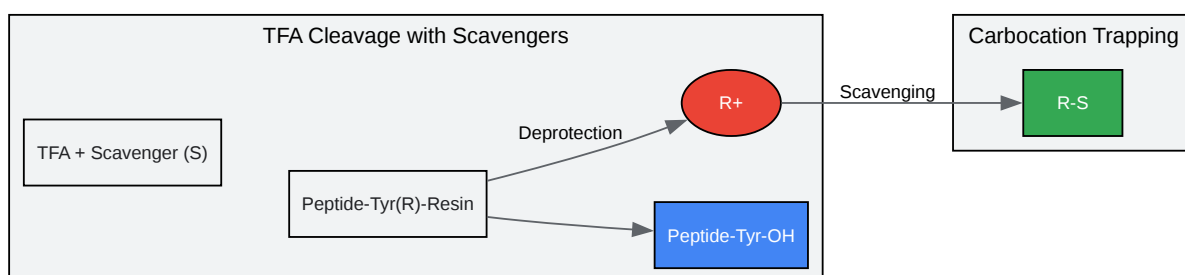 TFA Cleavage with Scavengers
Carbocation Trapping
R+
Scavenging
R-S
Deprotection
TFA + Scavenger (S)
Peptide-Tyr(R)-Resin
Peptide-Tyr-OH